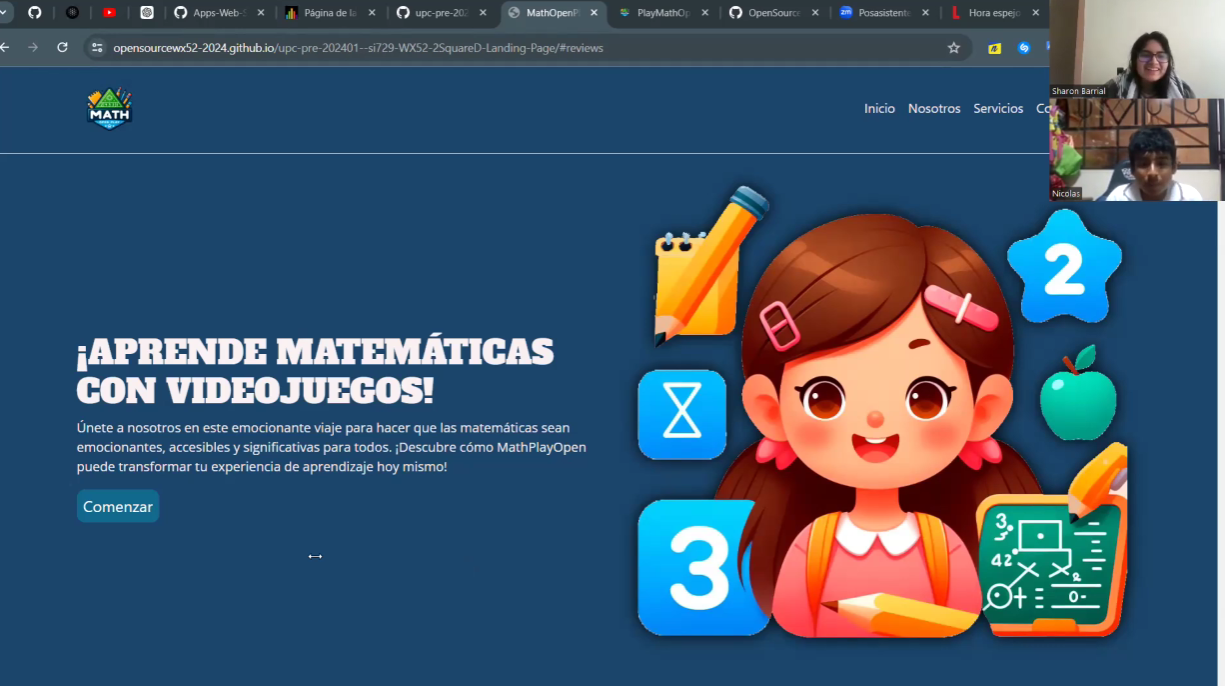 Apps-Web-S
Página de la
upc-pre-202
MathOpenP
PlayMathOp
OpenSource
Posasistente
Hora espejo
opensourcewx52-2024.github.io/upc-pre-202401--si729-WX52-2SquareD-Landing-Page/#reviews
MATH
Inicio
Nosotros
Servicios
Co
Sharon Barrial
Nicolas
¡APRENDE MATEMÁTICAS
CON VIDEOJUEGOS!
Únete a nosotros en este emocionante viaje para hacer que las matemáticas sean
emocionantes, accesibles y significativas para todos. ¡Descubre cómo MathPlayOpen
puede transformar tu experiencia de aprendizaje hoy mismo!
Comenzar
2
3
3
42